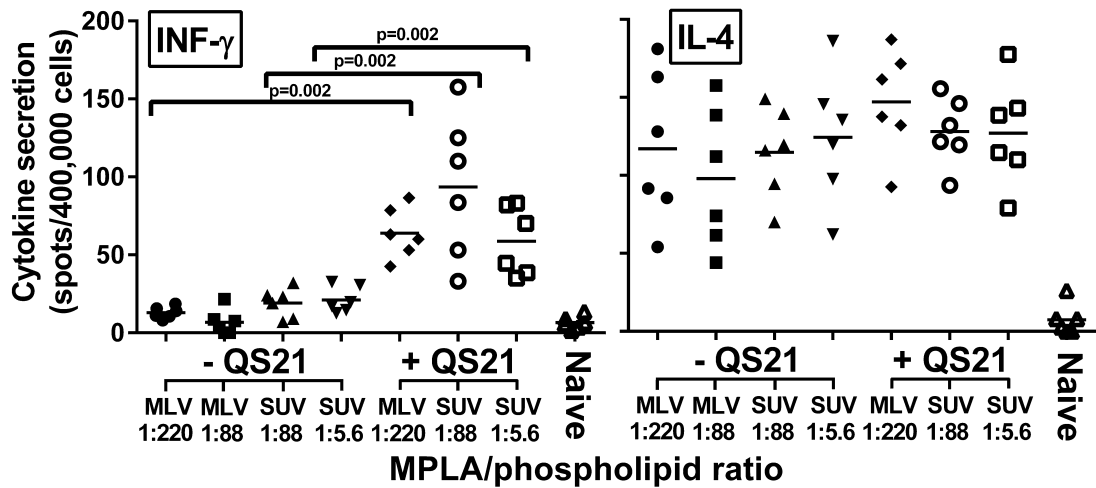 Cytokine secretion
(spots/400,000 cells)
200
150
100
50
0
INF-γ
p=0.002
p=0.002
p=0.002
IL-4
- QS21
+ QS21
Naive
MLV MLV SUV SUV MLV SUV SUV
1:220 1:88 1:88 1:5.6 1:220 1:88 1:5.6
- QS21
+ QS21
Naive
MLV MLV SUV SUV MLV SUV SUV
1:220 1:88 1:88 1:5.6 1:220 1:88 1:5.6
MPLA/phospholipid ratio